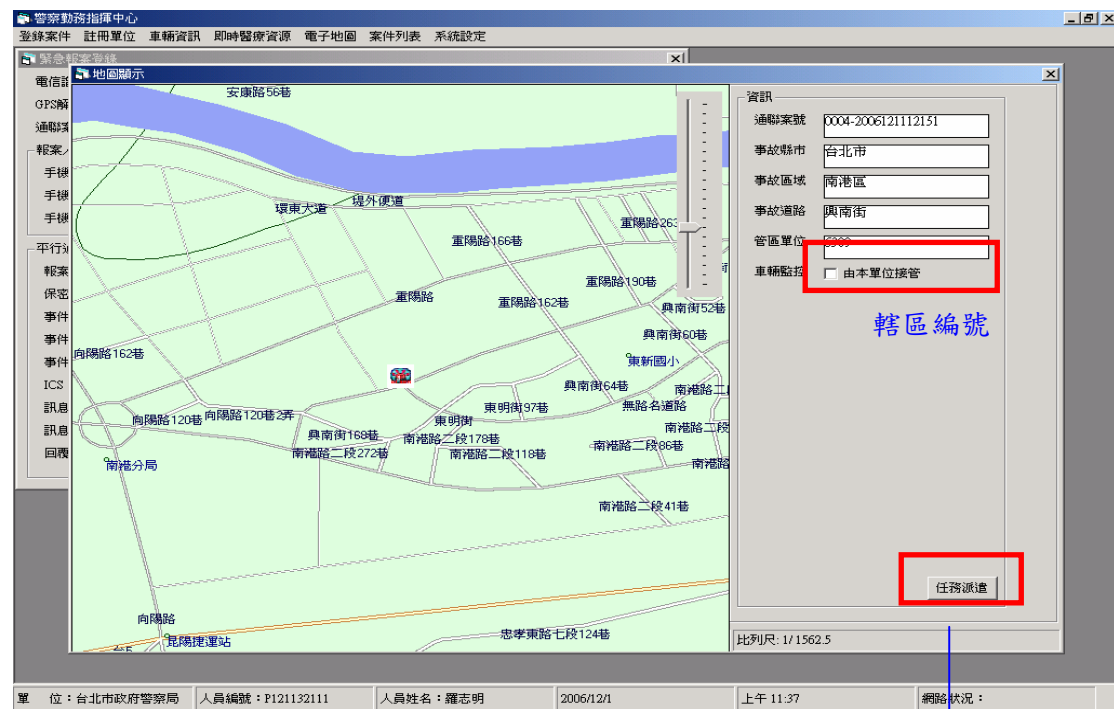 警察勤務指揮中心
登錄案件 註冊單位 車輛資訊 即時醫療資源 電子地圖 案件列表 系統設定
緊急報案登錄
地圖顯示
電信
GPS
通聯案
報案人
手機
手機
手機
平行
報案
保密
事件
事件
事件
ICS
訊息
訊息
回覆
安康路56巷
環東大道
堤外便道
重陽路263
重陽路166巷
重陽路190巷
重陽路
重陽路162巷
興南街52巷
興南街60巷
向陽路162巷
東新國小
興南街64巷
南港路二
東明街97巷
無路名道路
向陽路120巷
向陽路120巷2弄
東明街
南港路二段
興南街168巷
南港路二段178巷
南港路二段86巷
南港路二段272巷
南港路二段118巷
南港路
南港分局
南港路二段41巷
向陽路
昆陽捷運站
忠孝東路七段124巷
資訊
通聯案號 0004-2006121112151
事故縣市 台北市
事故區域 南港區
事故道路 興南街
管區單位
車輛監控 由本單位接管
轄區編號
任務派遣
比列尺: 1/1562.5
單 位：台北市政府警察局 人員編號：P121132111 人員姓名：羅志明 2006/12/1 上午 11:37 網路狀況：